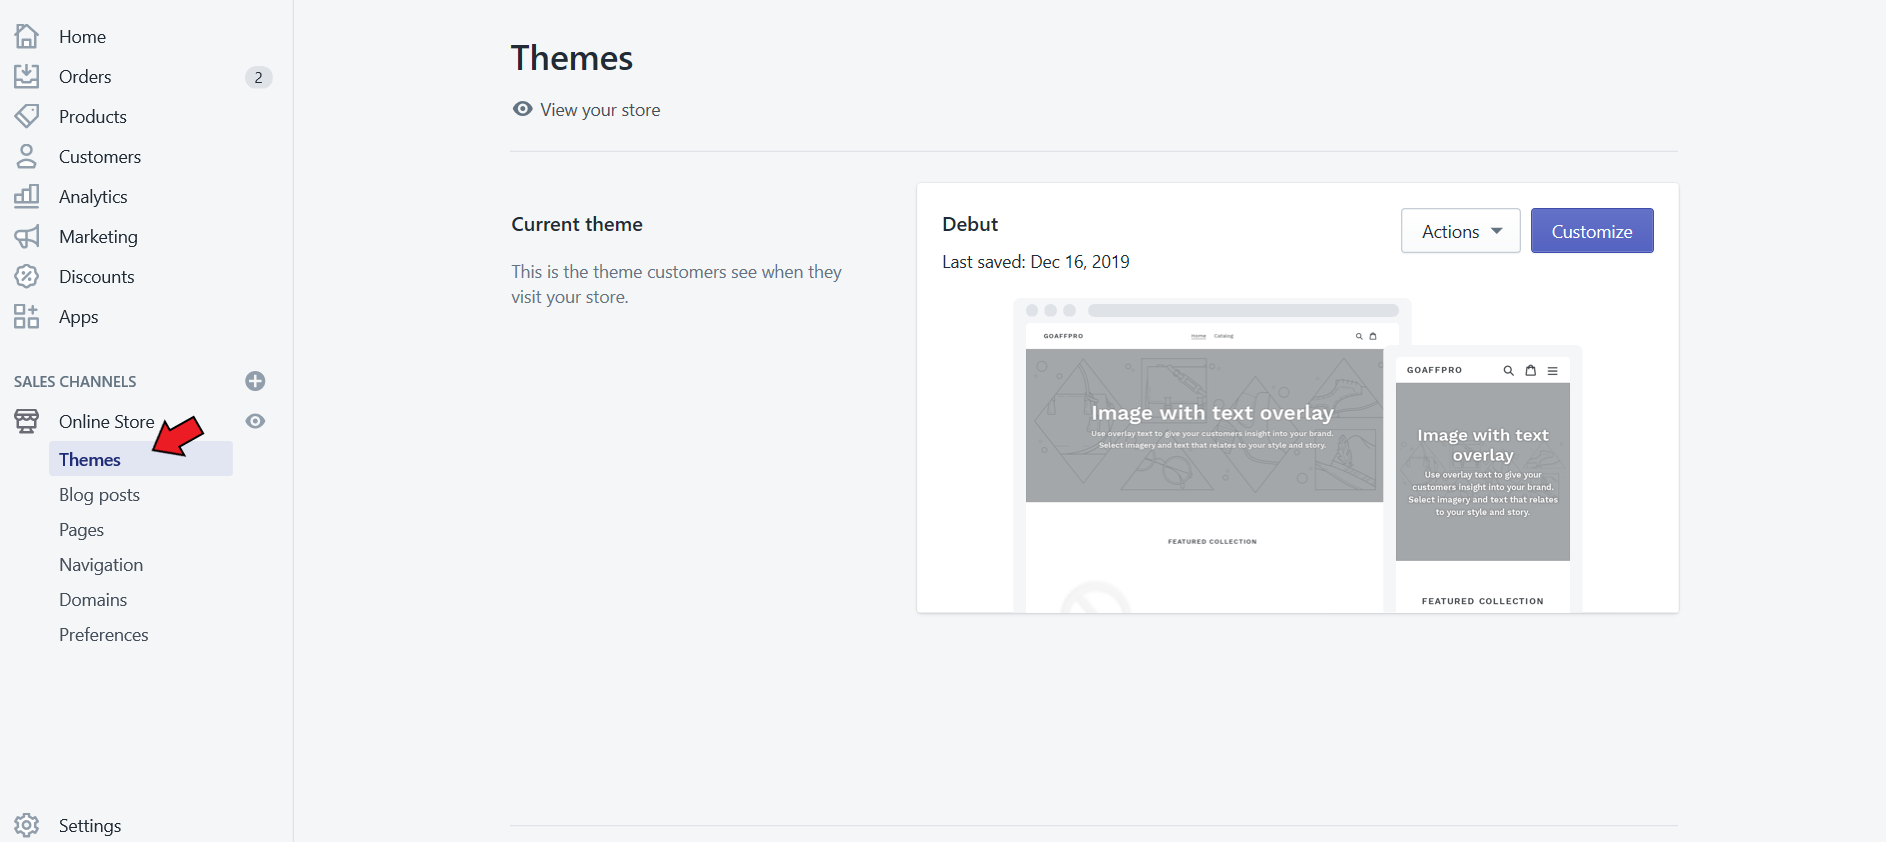 Home
Orders
2
Products
Customers
Analytics
Marketing
Discounts
Apps
SALES CHANNELS
Online Store
Themes
Blog posts
Pages
Navigation
Domains
Preferences
Settings
Themes
View your store
Current theme
This is the theme customers see when they
visit your store.
Debut
Last saved: Dec 16, 2019
Actions
Customize
GOAFFPRO
Home Catalog
Image with text overlay
Use overlay text to give your customers insight into your brand.
Select imagery and text that relates to your style and story.
FEATURED COLLECTION
GOAFFPRO
Image with text
overlay
Use overlay text to give your
customers insight into your brand.
Select imagery and text that relates
to your style and story.
FEATURED COLLECTION